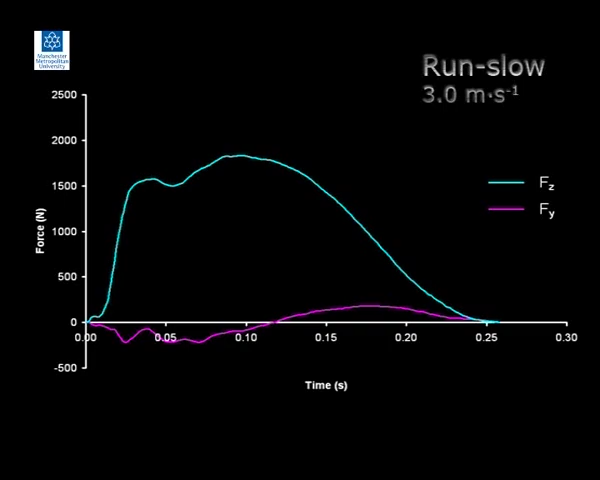 Manchester
Metropolitan
University
Run-slow
3.0 m·s⁻¹
2500
2000
1500
1000
500
0
-500
Force (N)
0.00
0.05
0.10
0.15
0.20
0.25
0.30
Time (s)
Fz
Fy